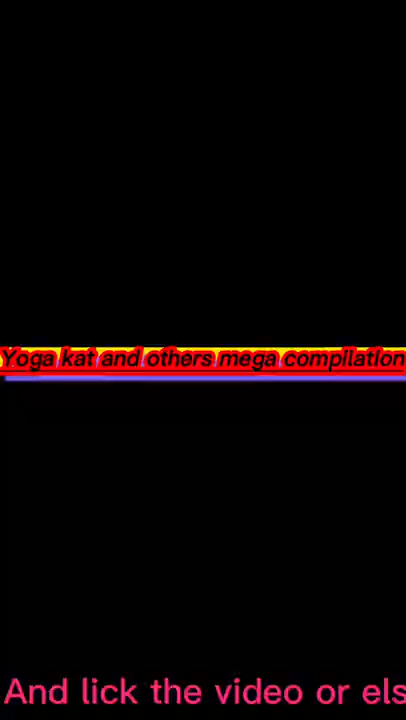 Yoga kat and others mega compilation
And lick the video or els